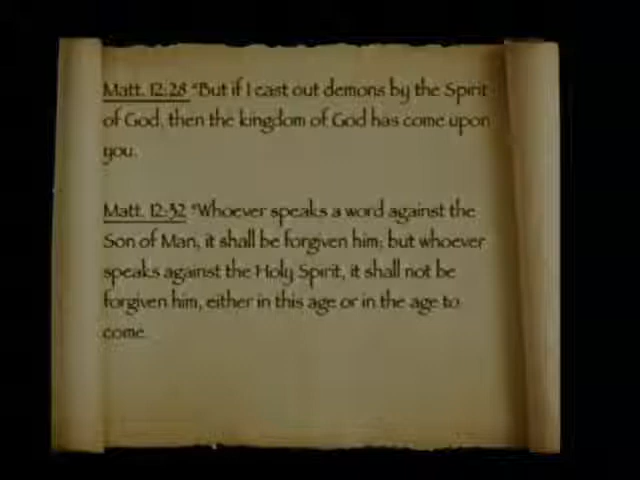 Matt. 12:28 "But if I cast out demons by the Spirit
of God, then the kingdom of God has come upon
you.
Matt. 12:32 "Whoever speaks a word against the
Son of Man, it shall be forgiven him; but whoever
speaks against the Holy Spirit, it shall not be
forgiven him, either in this age or in the age to
come.